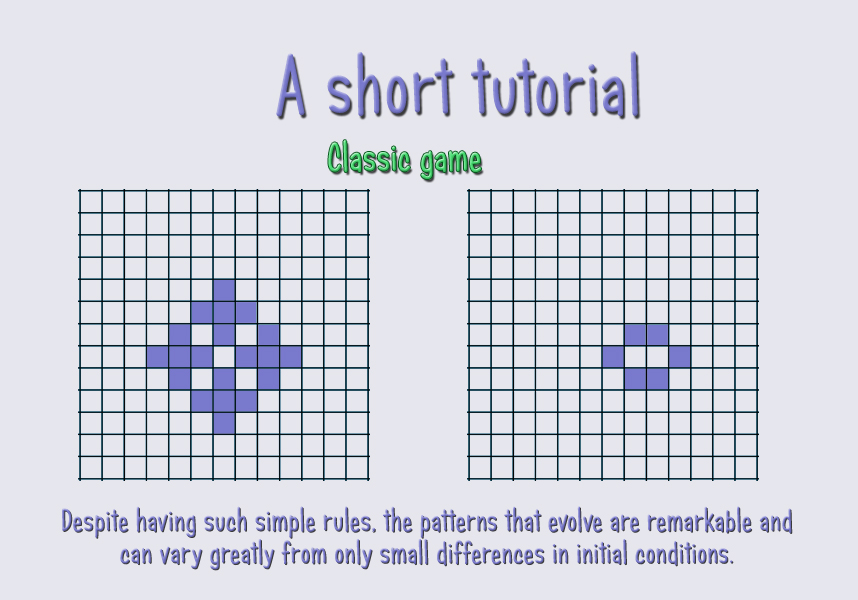 A short tutorial
Classic game
Despite having such simple rules, the patterns that evolve are remarkable and
can vary greatly from only small differences in initial conditions.